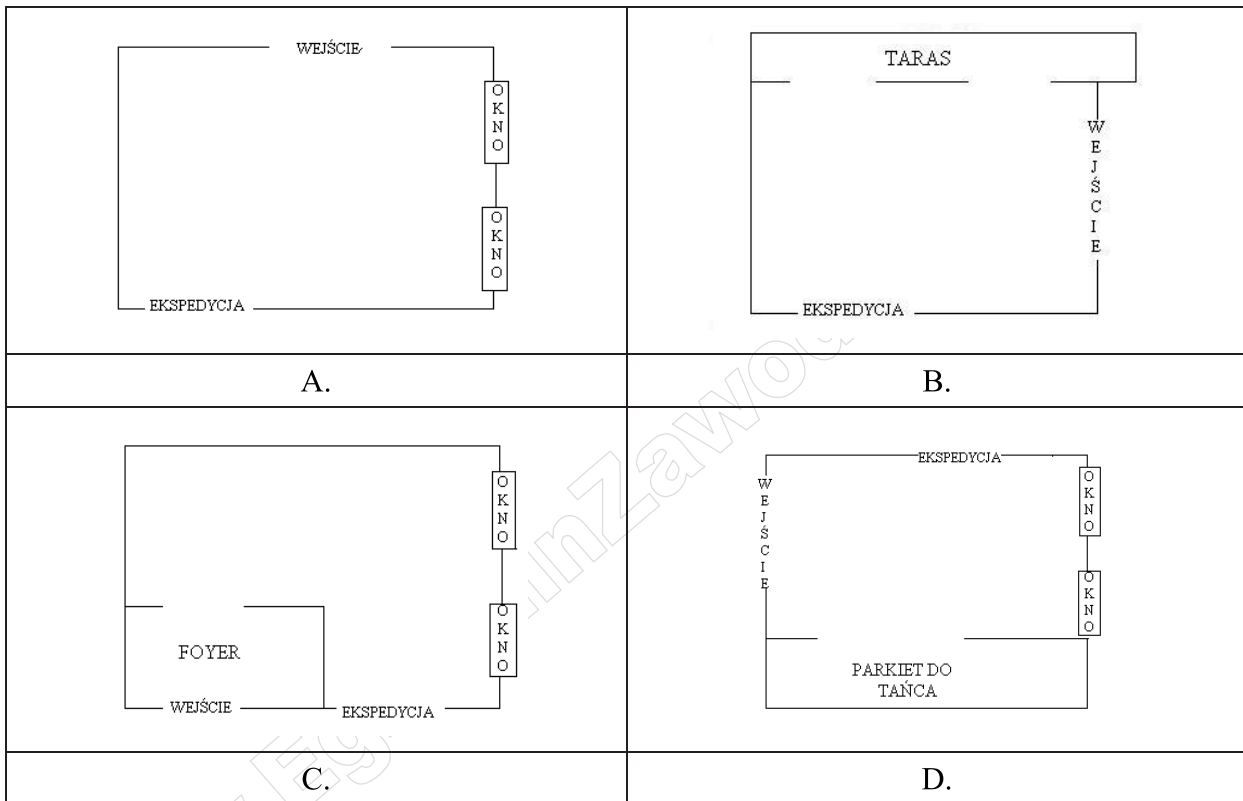 WEJŚCIE
OKNO
OKNO
EKSPEDYCJA
A.
TARAS
WEJŚCIE
EKSPEDYCJA
B.
OKNO
FOYER
OKNO
WEJŚCIE
EKSPEDYCJA
C.
EKSPEDYCJA
WEJŚCIE
OKNO
OKNO
PARKIET DO
TAŃCA
D.